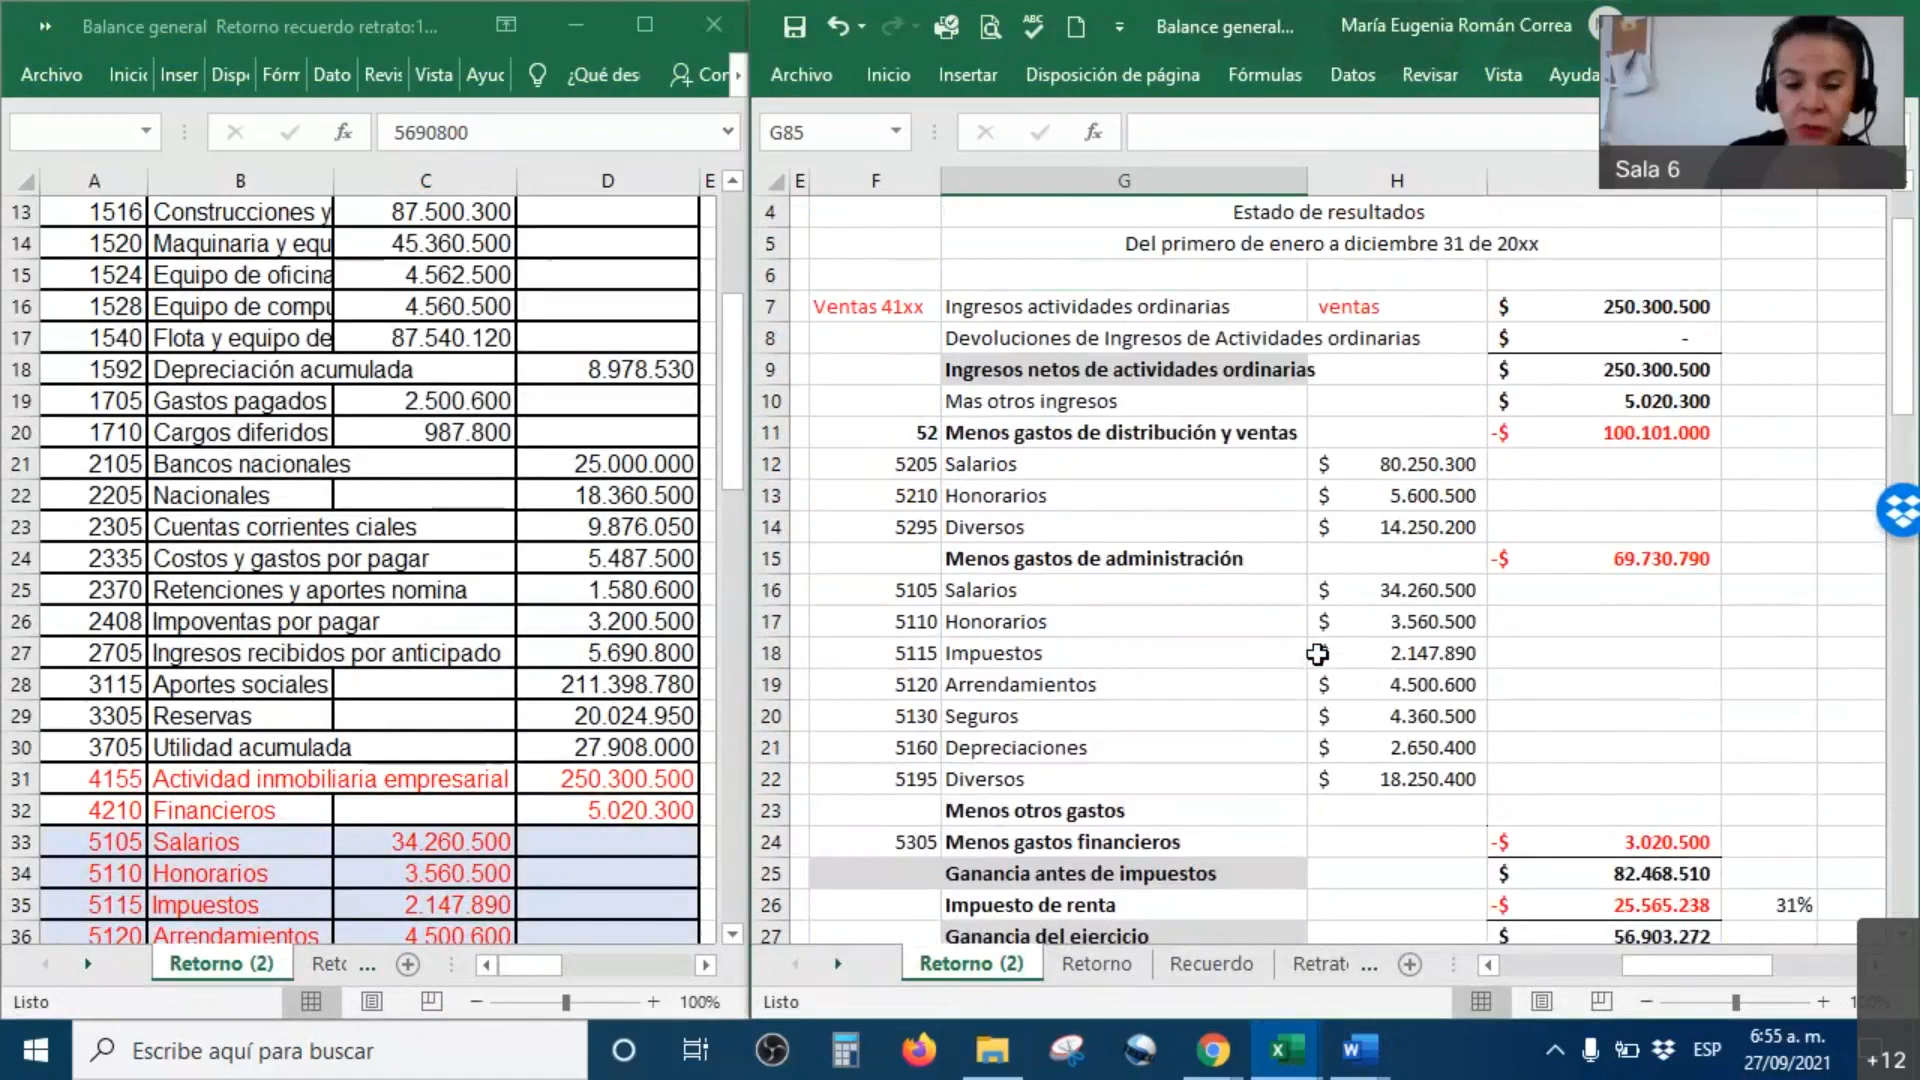 Balance general Retorno recuerdo retrato:1...
Archivo Inicic Inser Dispo Fórm Dato Revis Vista Ayuc ¿Qué des Cor
5690800
A B C D E
13 1516 Construcciones y 87.500.300
14 1520 Maquinaria y equ 45.360.500
15 1524 Equipo de oficina 4.562.500
16 1528 Equipo de compu 4.560.500
17 1540 Flota y equipo de 87.540.120
18 1592 Depreciación acumulada 8.978.530
19 1705 Gastos pagados 2.500.600
20 1710 Cargos diferidos 987.800
21 2105 Bancos nacionales 25.000.000
22 2205 Nacionales 18.360.500
23 2305 Cuentas corrientes ciales 9.876.050
24 2335 Costos y gastos por pagar 5.487.500
25 2370 Retenciones y aportes nomina 1.580.600
26 2408 Impoventas por pagar 3.200.500
27 2705 Ingresos recibidos por anticipado 5.690.800
28 3115 Aportes sociales 211.398.780
29 3305 Reservas 20.024.950
30 3705 Utilidad acumulada 27.908.000
31 4155 Actividad inmobiliaria empresarial 250.300.500
32 4210 Financieros 5.020.300
33 5105 Salarios 34.260.500
34 5110 Honorarios 3.560.500
35 5115 Impuestos 2.147.890
36 5120 Arrendamientos 4.500.600
Retorno (2) Retc ...
Listo 100%
Balance general... María Eugenia Román Correa
Archivo Inicio Insertar Disposición de página Fórmulas Datos Revisar Vista Ayuda
Sala 6
G85
E F G H
4 Estado de resultados
5 Del primero de enero a diciembre 31 de 20xx
6
7 Ventas 41xx Ingresos actividades ordinarias ventas $ 250.300.500
8 Devoluciones de Ingresos de Actividades ordinarias $ -
9 Ingresos netos de actividades ordinarias $ 250.300.500
10 Mas otros ingresos $ 5.020.300
11 52 Menos gastos de distribución y ventas -$ 100.101.000
12 5205 Salarios $ 80.250.300
13 5210 Honorarios $ 5.600.500
14 5295 Diversos $ 14.250.200
15 Menos gastos de administración -$ 69.730.790
16 5105 Salarios $ 34.260.500
17 5110 Honorarios $ 3.560.500
18 5115 Impuestos 2.147.890
19 5120 Arrendamientos $ 4.500.600
20 5130 Seguros $ 4.360.500
21 5160 Depreciaciones $ 2.650.400
22 5195 Diversos $ 18.250.400
23 Menos otros gastos
24 5305 Menos gastos financieros -$ 3.020.500
25 Ganancia antes de impuestos $ 82.468.510
26 Impuesto de renta -$ 25.565.238 31%
27 Ganancia del ejercicio $ 56.903.272
Retorno (2) Retorno Recuerdo Retrat ...
Listo
Escribe aquí para buscar
ESP
6:55 a. m.
27/09/2021
+12